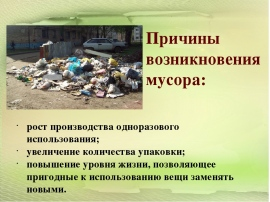 Причины
возникновения
мусора:
· рост производства одноразового
использования;
· увеличение количества упаковки;
· повышение уровня жизни, позволяющее
пригодные к использованию вещи заменять
новыми.